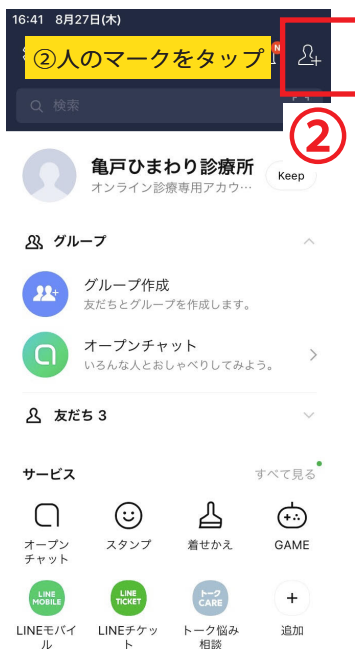 16:41 8月27日(木)
②人のマークをタップ
N
検索
②
亀戸ひまわり診療所
オンライン診療専用アカウ…
Keep
グループ
グループ作成
友だちとグループを作成します。
オープンチャット
いろんな人とおしゃべりしてみよう。
友だち 3
サービス
すべて見る
オープン
チャット
スタンプ
着せかえ
GAME
LINE
MOBILE
LINE
TICKET
トーク
CARE
LINEモバイ
ル
LINEチケッ
ト
トーク悩み
相談
追加